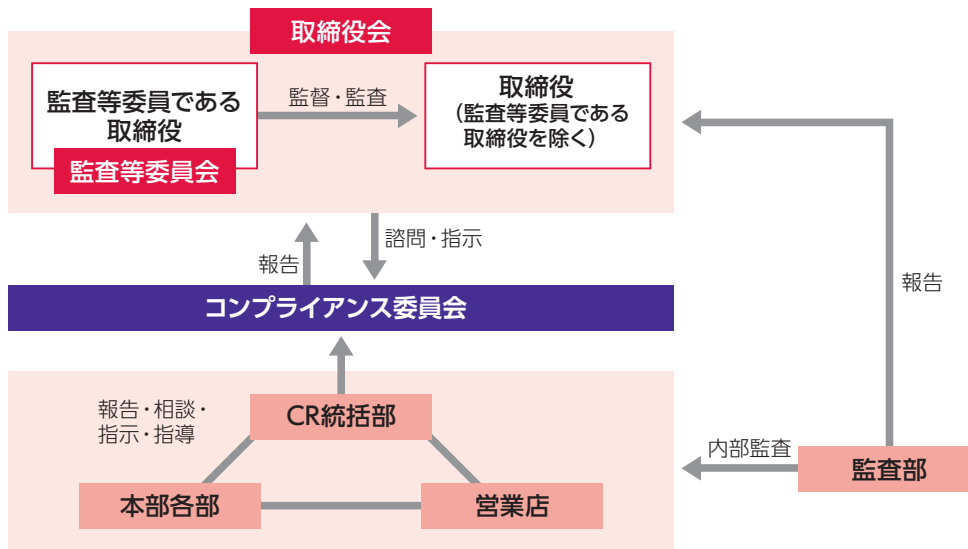 取締役会
監査等委員である
取締役
監査等委員会
監督・監査
取締役
(監査等委員である
取締役を除く)
報告
諮問・指示
報告
コンプライアンス委員会
報告・相談・
指示・指導
CR統括部
内部監査
監査部
本部各部
営業店